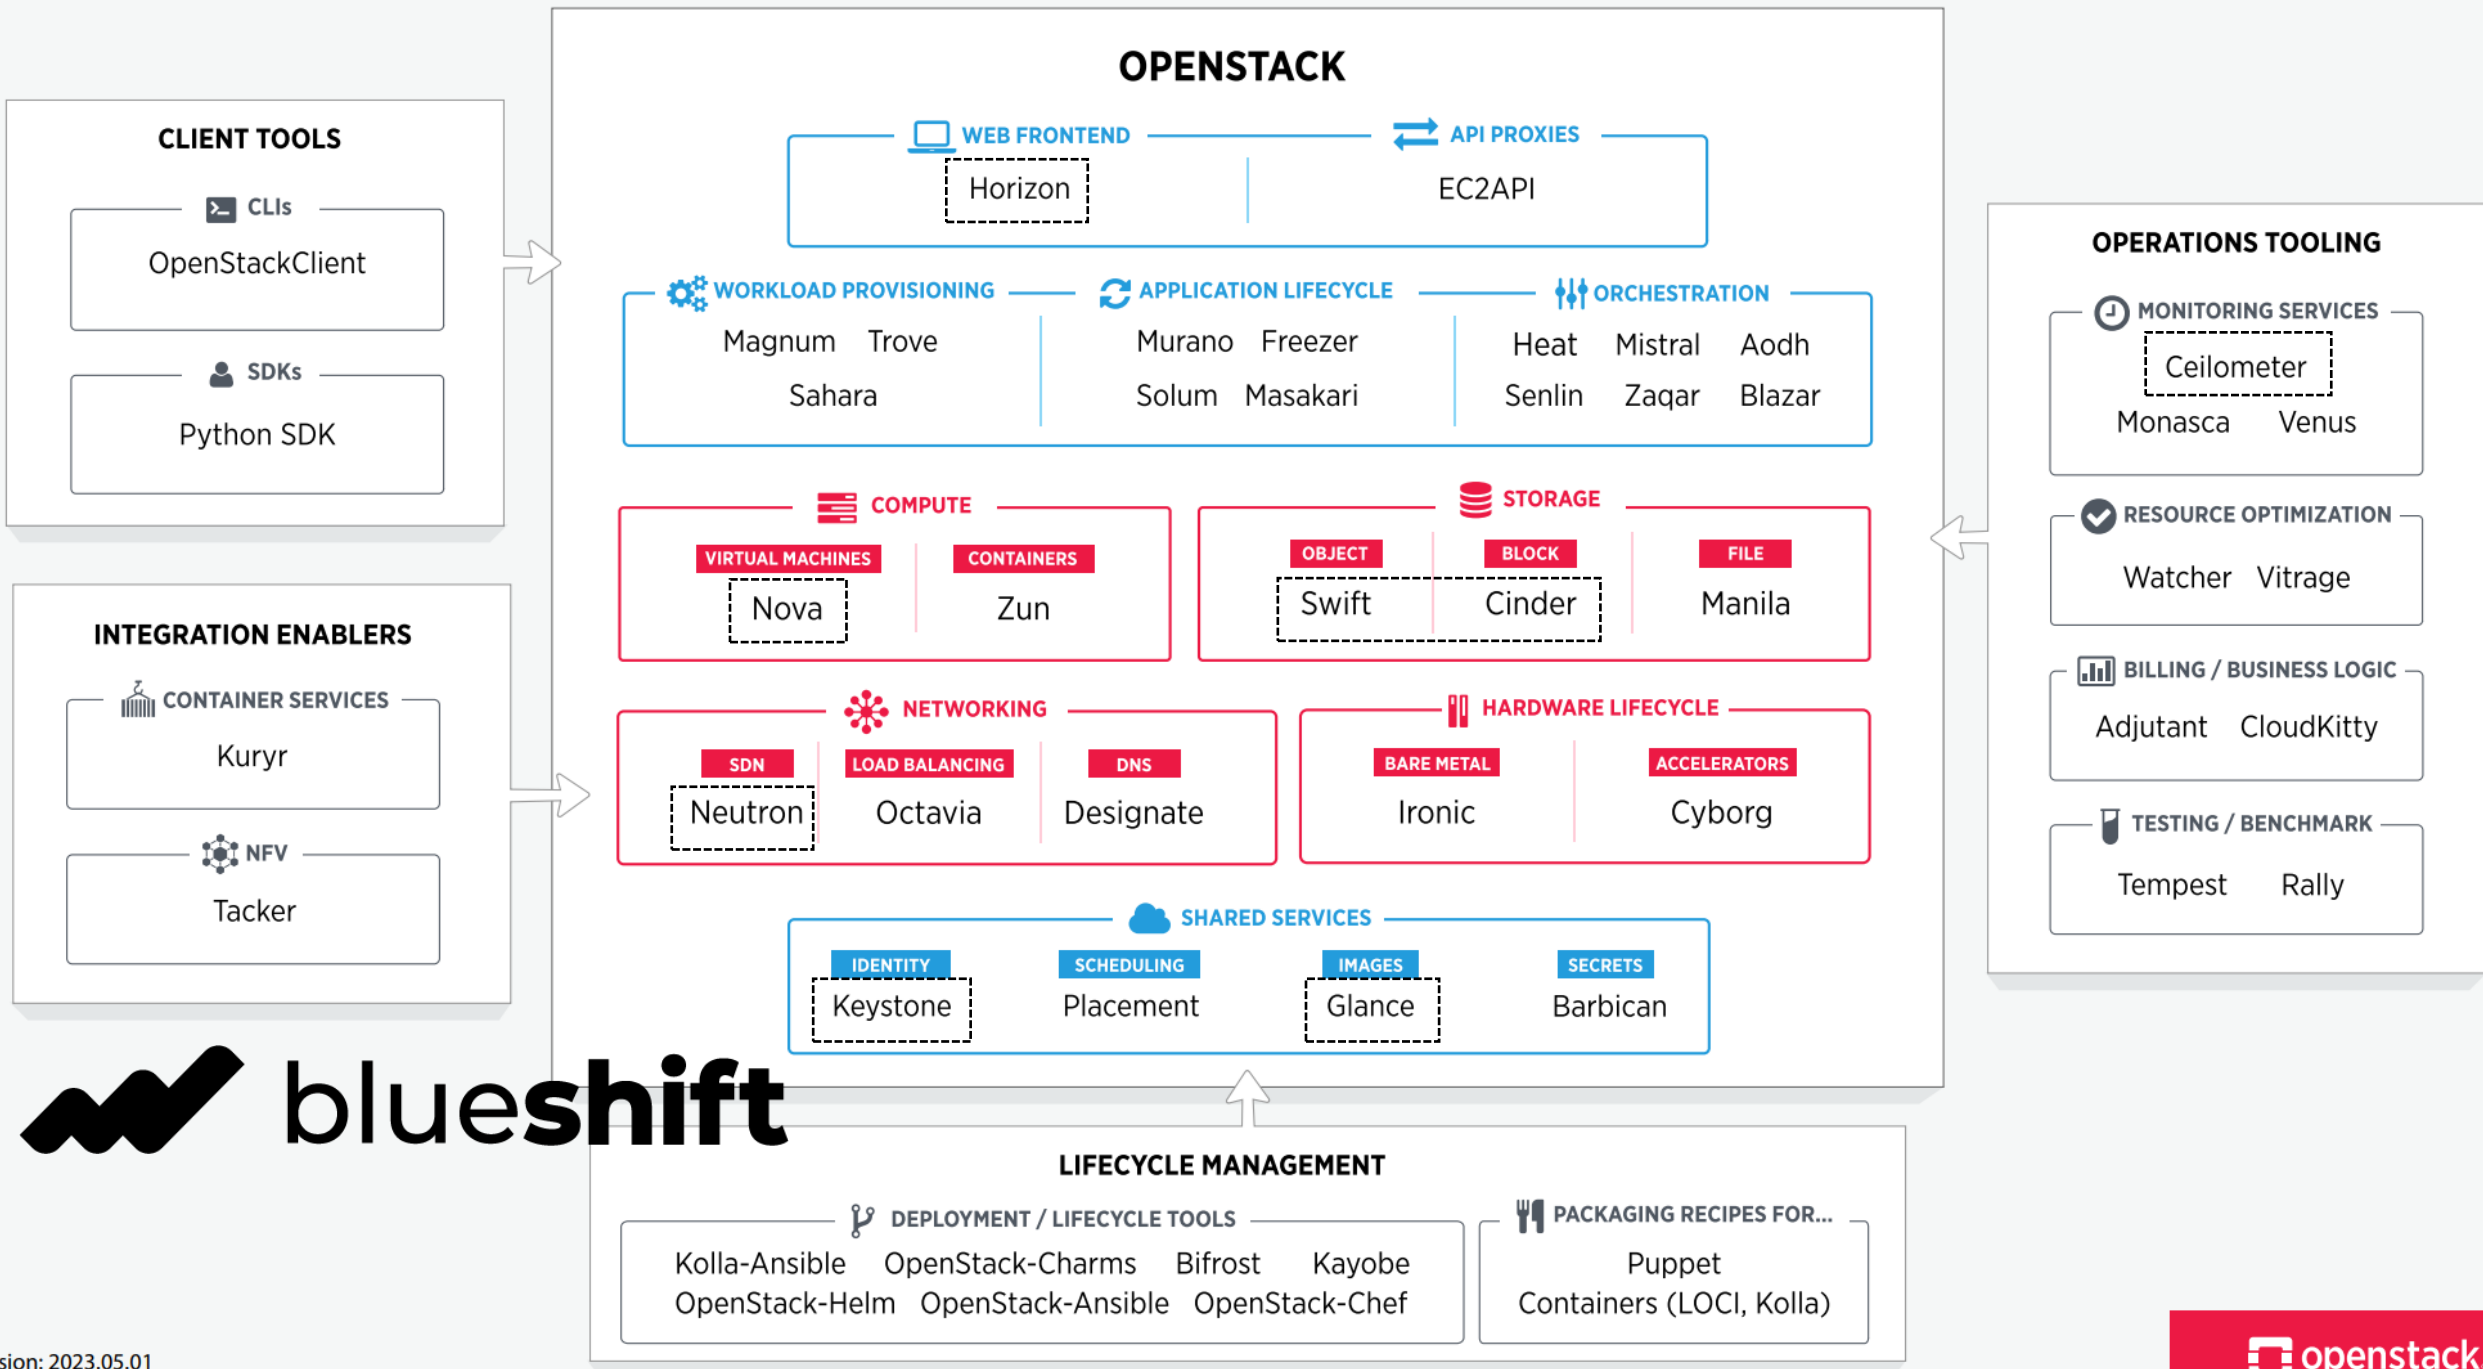 OPENSTACK
WEB FRONTEND
Horizon
API PROXIES
EC2API
WORKLOAD PROVISIONING
Magnum Trove
Sahara
APPLICATION LIFECYCLE
Murano Freezer
Solum Masakari
ORCHESTRATION
Heat Mistral Aodh
Senlin Zaqar Blazar
COMPUTE
VIRTUAL MACHINES
Nova
CONTAINERS
Zun
STORAGE
OBJECT
Swift
BLOCK
Cinder
FILE
Manila
NETWORKING
SDN
Neutron
LOAD BALANCING
Octavia
DNS
Designate
HARDWARE LIFECYCLE
BARE METAL
Ironic
ACCELERATORS
Cyborg
SHARED SERVICES
IDENTITY
Keystone
SCHEDULING
Placement
IMAGES
Glance
SECRETS
Barbican
CLIENT TOOLS
CLIs
OpenStackClient
SDKs
Python SDK
INTEGRATION ENABLERS
CONTAINER SERVICES
Kuryr
NFV
Tacker
OPERATIONS TOOLING
MONITORING SERVICES
Ceilometer
Monasca Venus
RESOURCE OPTIMIZATION
Watcher Vitrage
BILLING / BUSINESS LOGIC
Adjutant CloudKitty
TESTING / BENCHMARK
Tempest Rally
blueshift
LIFECYCLE MANAGEMENT
DEPLOYMENT / LIFECYCLE TOOLS
Kolla-Ansible OpenStack-Charms Bifrost Kayobe
OpenStack-Helm OpenStack-Ansible OpenStack-Chef
PACKAGING RECIPES FOR...
Puppet
Containers (LOCI, Kolla)
sion: 2023.05.01
openstack